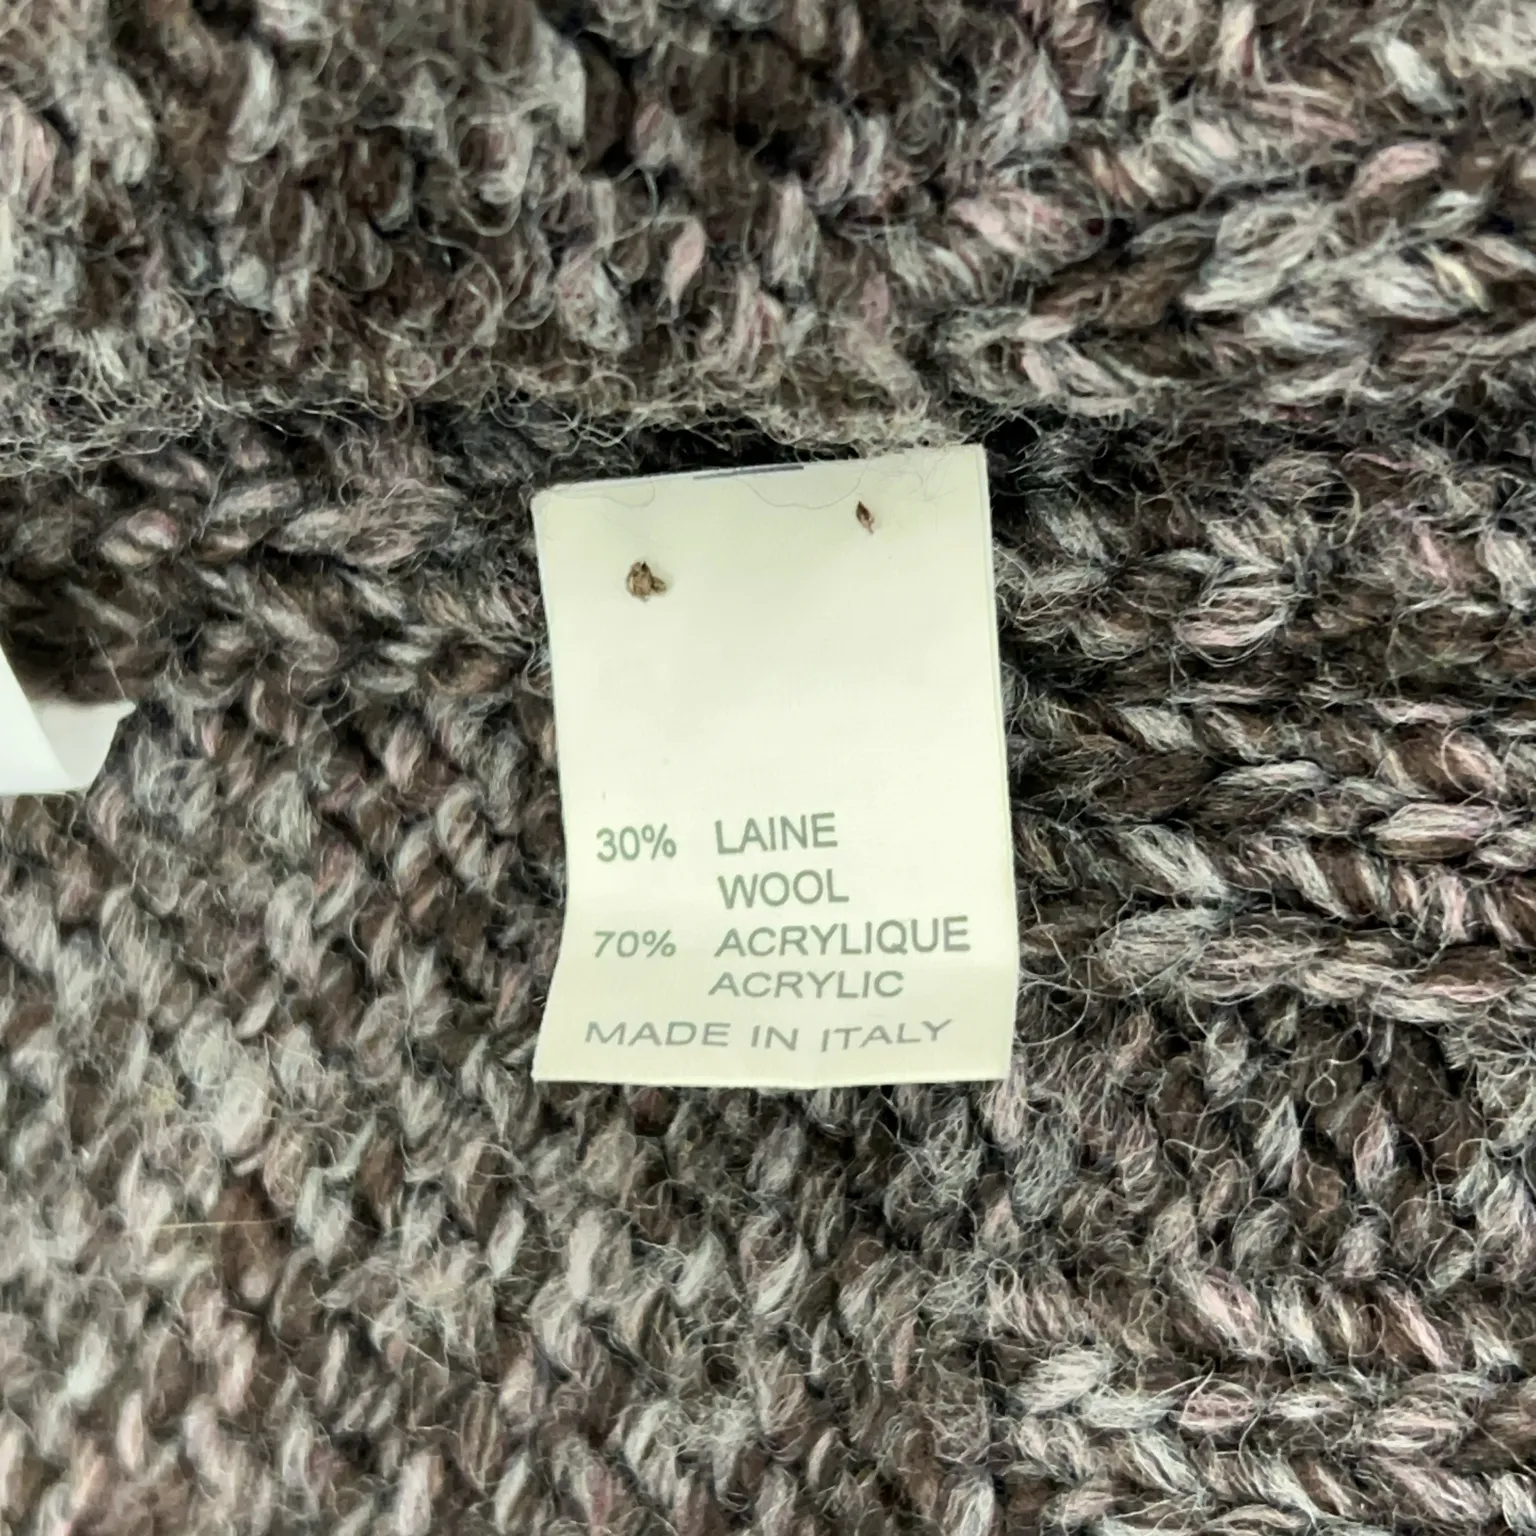 30% LAINE
WOOL
70% ACRYLIQUE
ACRYLIC
MADE IN ITALY